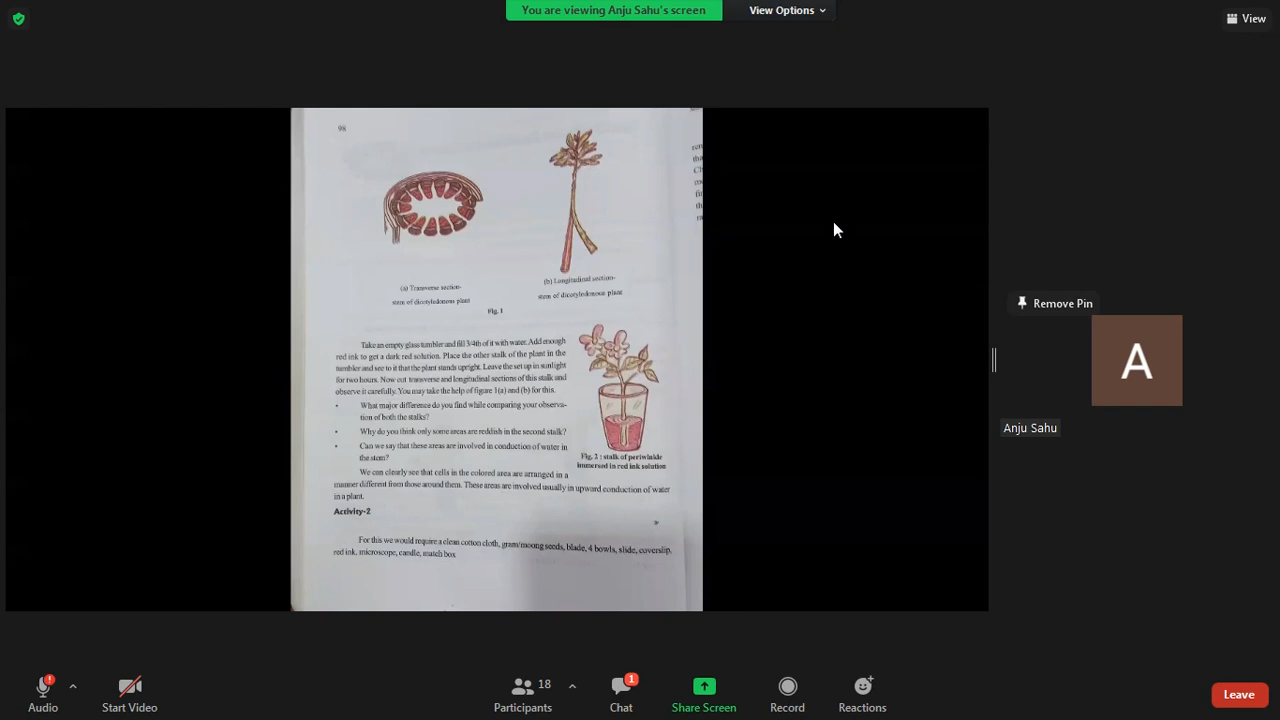 You are viewing Anju Sahu's screen
View Options
View
98
(a) Transverse section-
stem of dicotyledonous plant
(b) Longitudinal section-
stem of dicotyledonous plant
Fig. 1
Take an empty glass tumbler and fill 3/4th of it with water. Add enough
red ink to get a dark red solution. Place the other stalk of the plant in the
tumbler and see to it that the plant stands upright. Leave the set up in sunlight
for two hours. Now cut transverse and longitudinal sections of this stalk and
observe it carefully. You may take the help of figure 1(a) and (b) for this.
• What major difference do you find while comparing your observa-
tion of both the stalks?
• Why do you think only some areas are reddish in the second stalk?
• Can we say that these areas are involved in conduction of water in
the stem?
Fig. 2 : stalk of periwinkle
immersed in red ink solution
We can clearly see that cells in the colored area are arranged in a
manner different from those around them. These areas are involved usually in upward conduction of water
in a plant.
Activity-2
For this we would require a clean cotton cloth, gram/moong seeds, blade, 4 bowls, slide, coverslip,
red ink, microscope, candle, match box
Remove Pin
A
Anju Sahu
Audio
Start Video
18
Participants
1
Chat
Share Screen
Record
Reactions
Leave